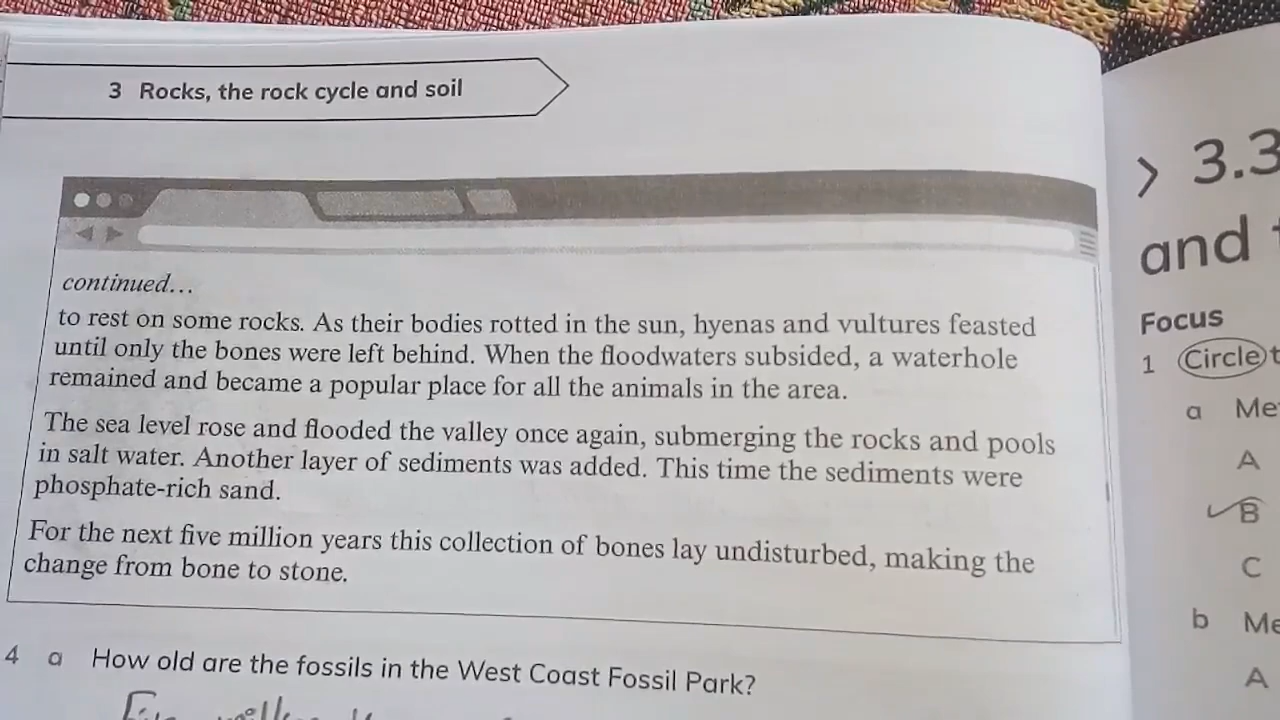 3 Rocks, the rock cycle and soil
continued...
to rest on some rocks. As their bodies rotted in the sun, hyenas and vultures feasted
until only the bones were left behind. When the floodwaters subsided, a waterhole
remained and became a popular place for all the animals in the area.
The sea level rose and flooded the valley once again, submerging the rocks and pools
in salt water. Another layer of sediments was added. This time the sediments were
phosphate-rich sand.
For the next five million years this collection of bones lay undisturbed, making the
change from bone to stone.
4 a How old are the fossils in the West Coast Fossil Park?
> 3.3
and
Focus
1 Circle
a
A
B
C
b
A